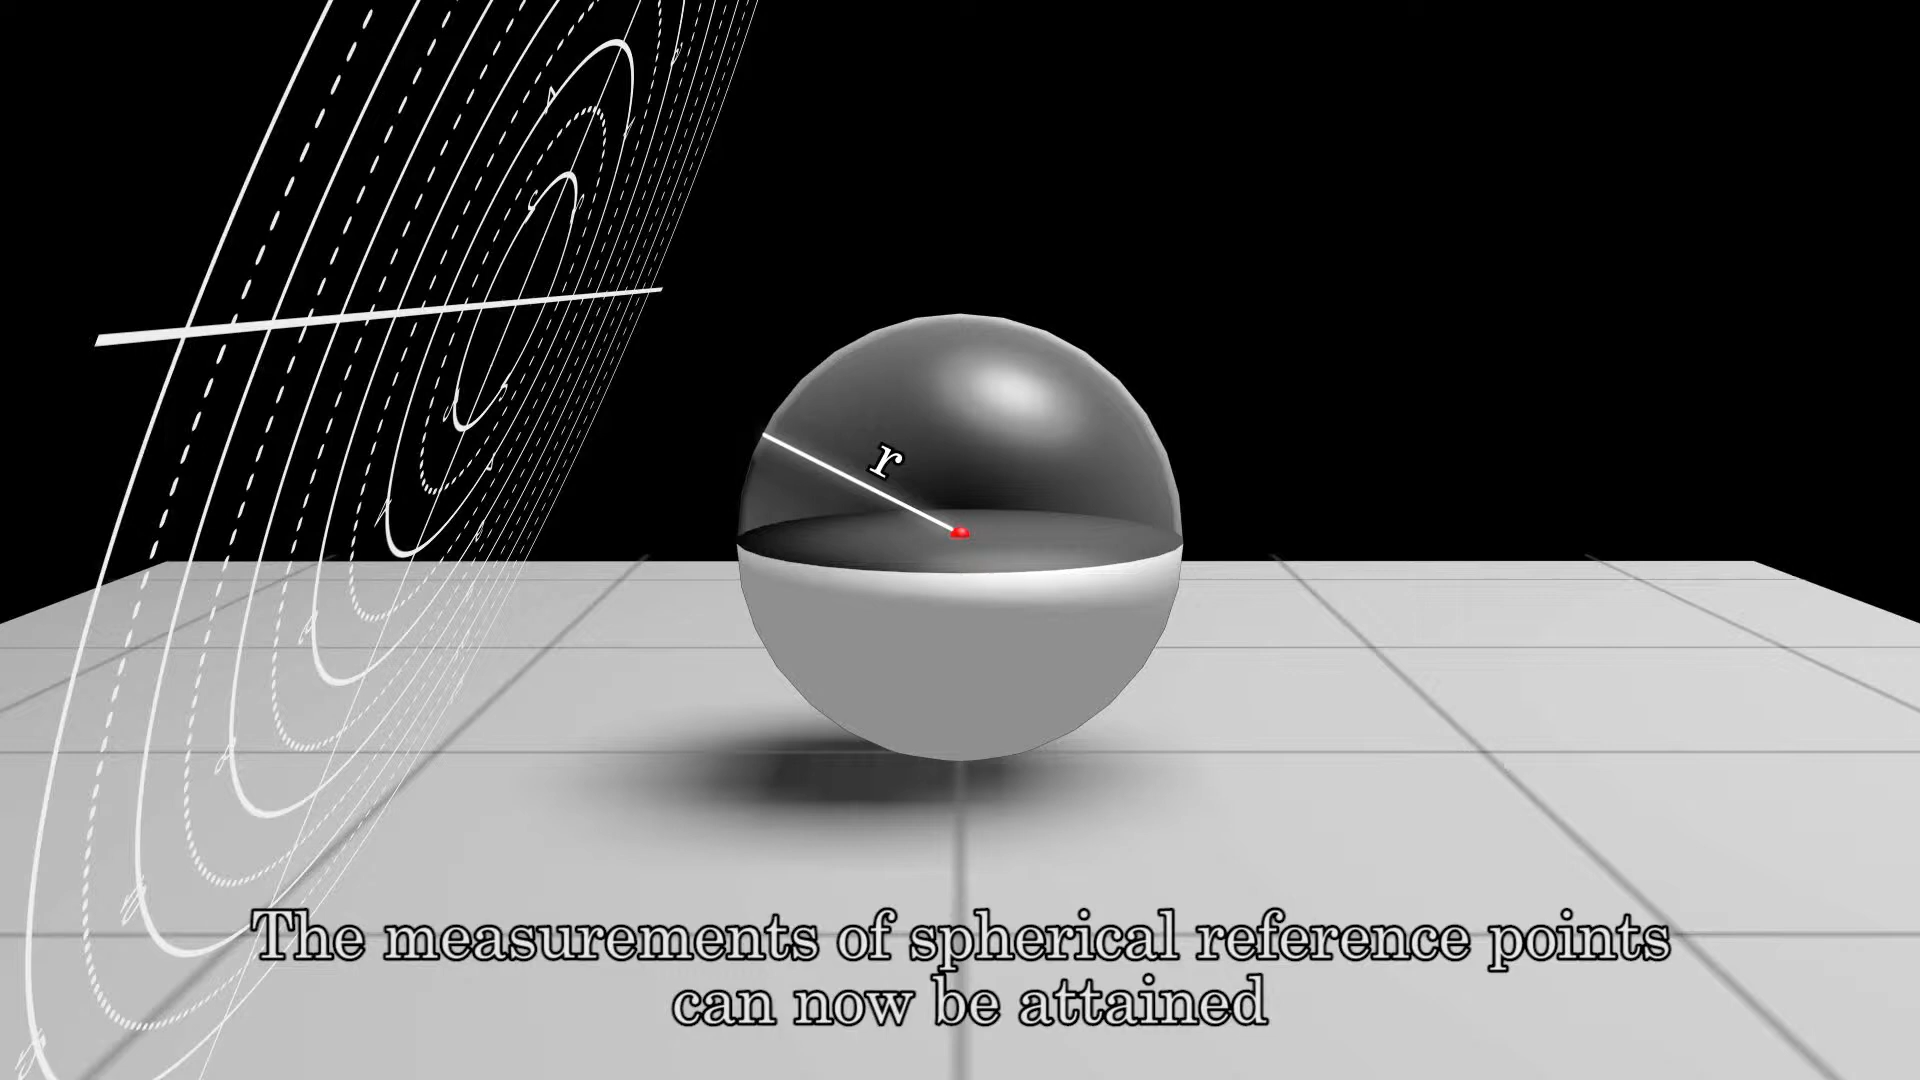 r
The measurements of spherical reference points
can now be attained